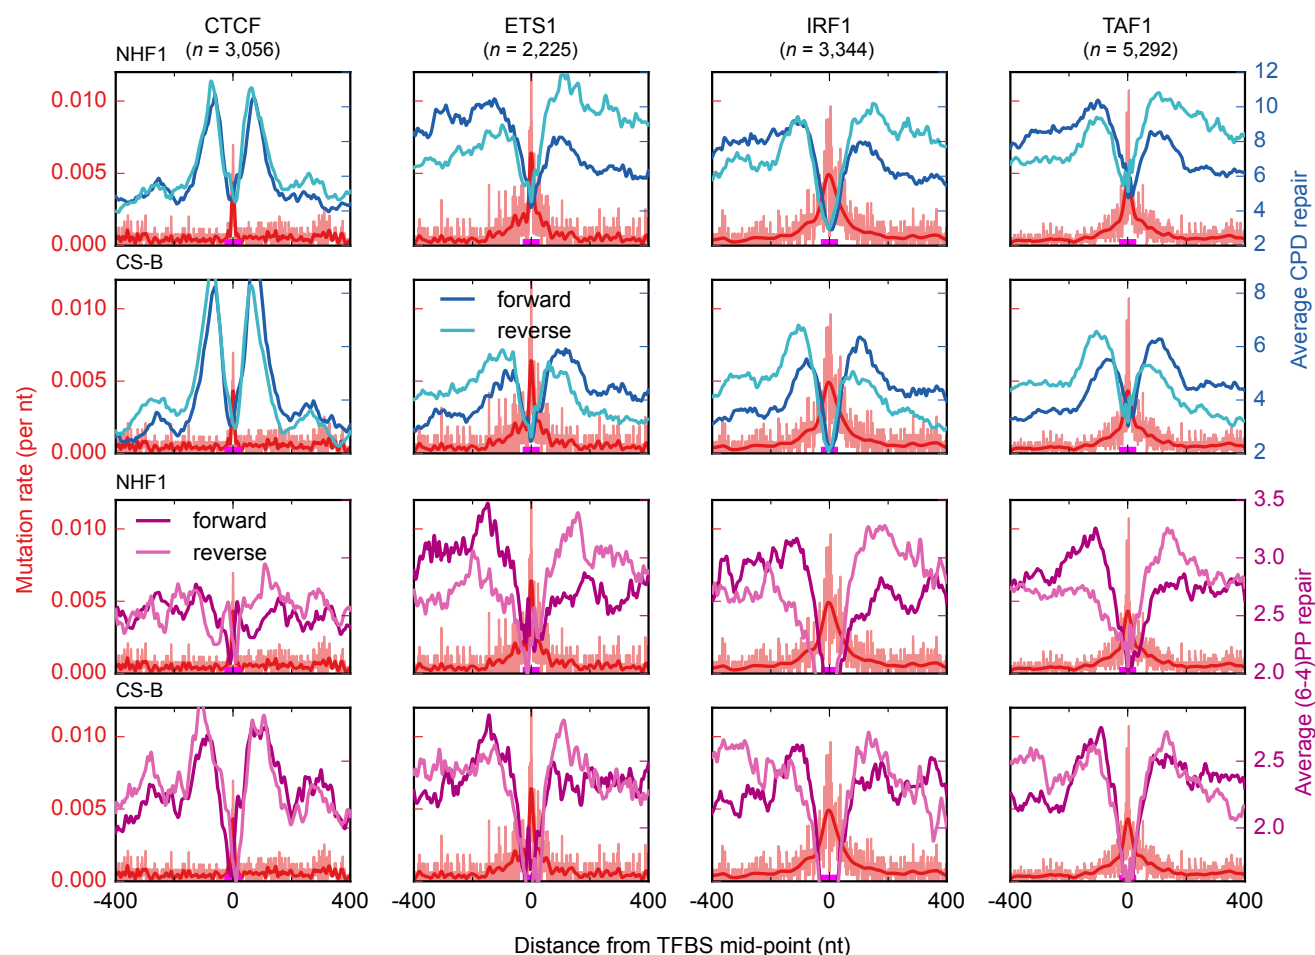 CTCF
(n = 3,056)
ETS1
(n = 2,225)
IRF1
(n = 3,344)
TAF1
(n = 5,292)
NHF1
0.010
0.005
0.000
12
10
8
6
4
2
Average CPD repair
CS-B
forward
reverse
0.010
0.005
0.000
8
6
4
2
Mutation rate (per nt)
NHF1
forward
reverse
0.010
0.005
0.000
3.5
3.0
2.5
2.0
Average (6-4)PP repair
CS-B
0.010
0.005
0.000
2.5
2.0
-400 0 400
-400 0 400
-400 0 400
-400 0 400
Distance from TFBS mid-point (nt)